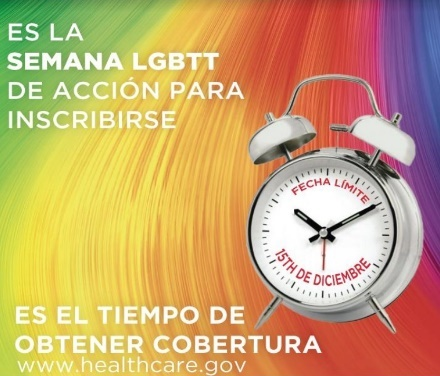 ES LA
SEMANA LGBTT
DE ACCIÓN PARA
INSCRIBIRSE
FECHA LÍMITE
15TH DE DICIEMBRE
ES EL TIEMPO DE
OBTENER COBERTURA
www.healthcare.gov